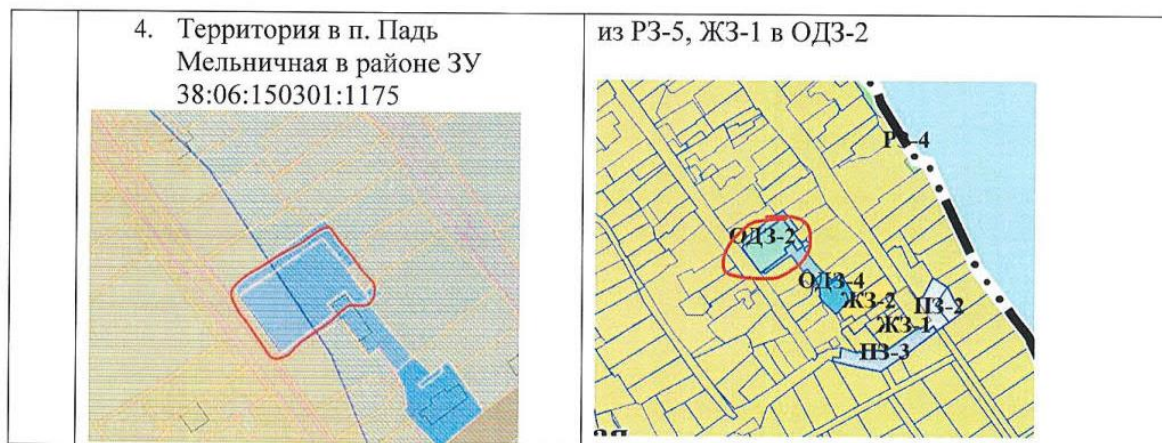 4. Территория в п. Падь
Мельничная в районе ЗУ
38:06:150301:1175
из РЗ-5, ЖЗ-1 в ОДЗ-2
РЗ-4
ОДЗ-2
ОДЗ-4
ЖЗ-2
ПЗ-2
ЖЗ-1
ПЗ-3